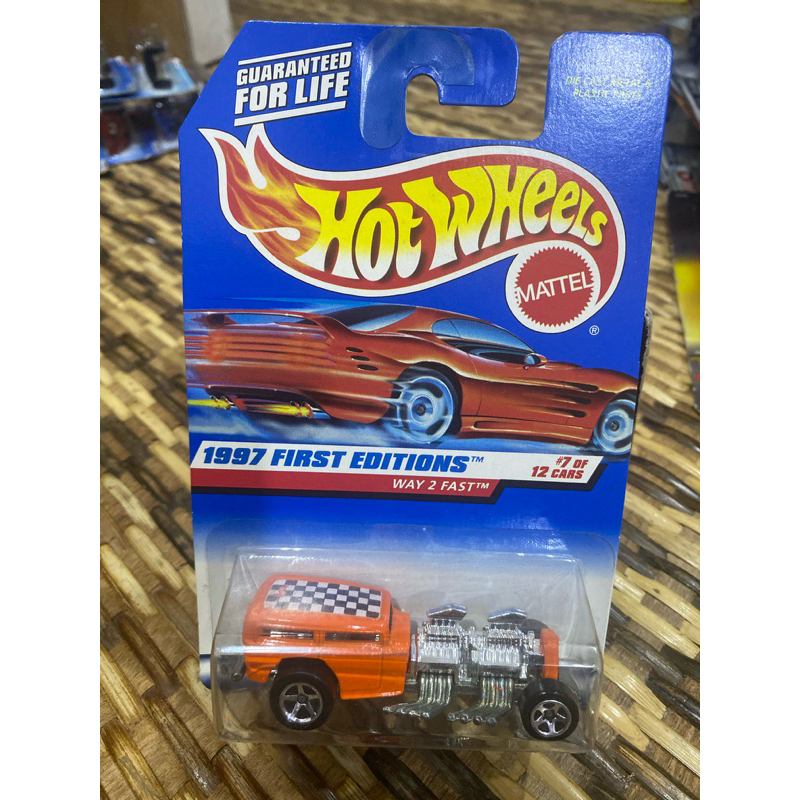 GUARANTEED
FOR LIFE
DIE CAST METAL &
PLASTIC PARTS
HOT WHEELS
MATTEL
®
1997 FIRST EDITIONS™
#7 OF
12 CARS
WAY 2 FAST™